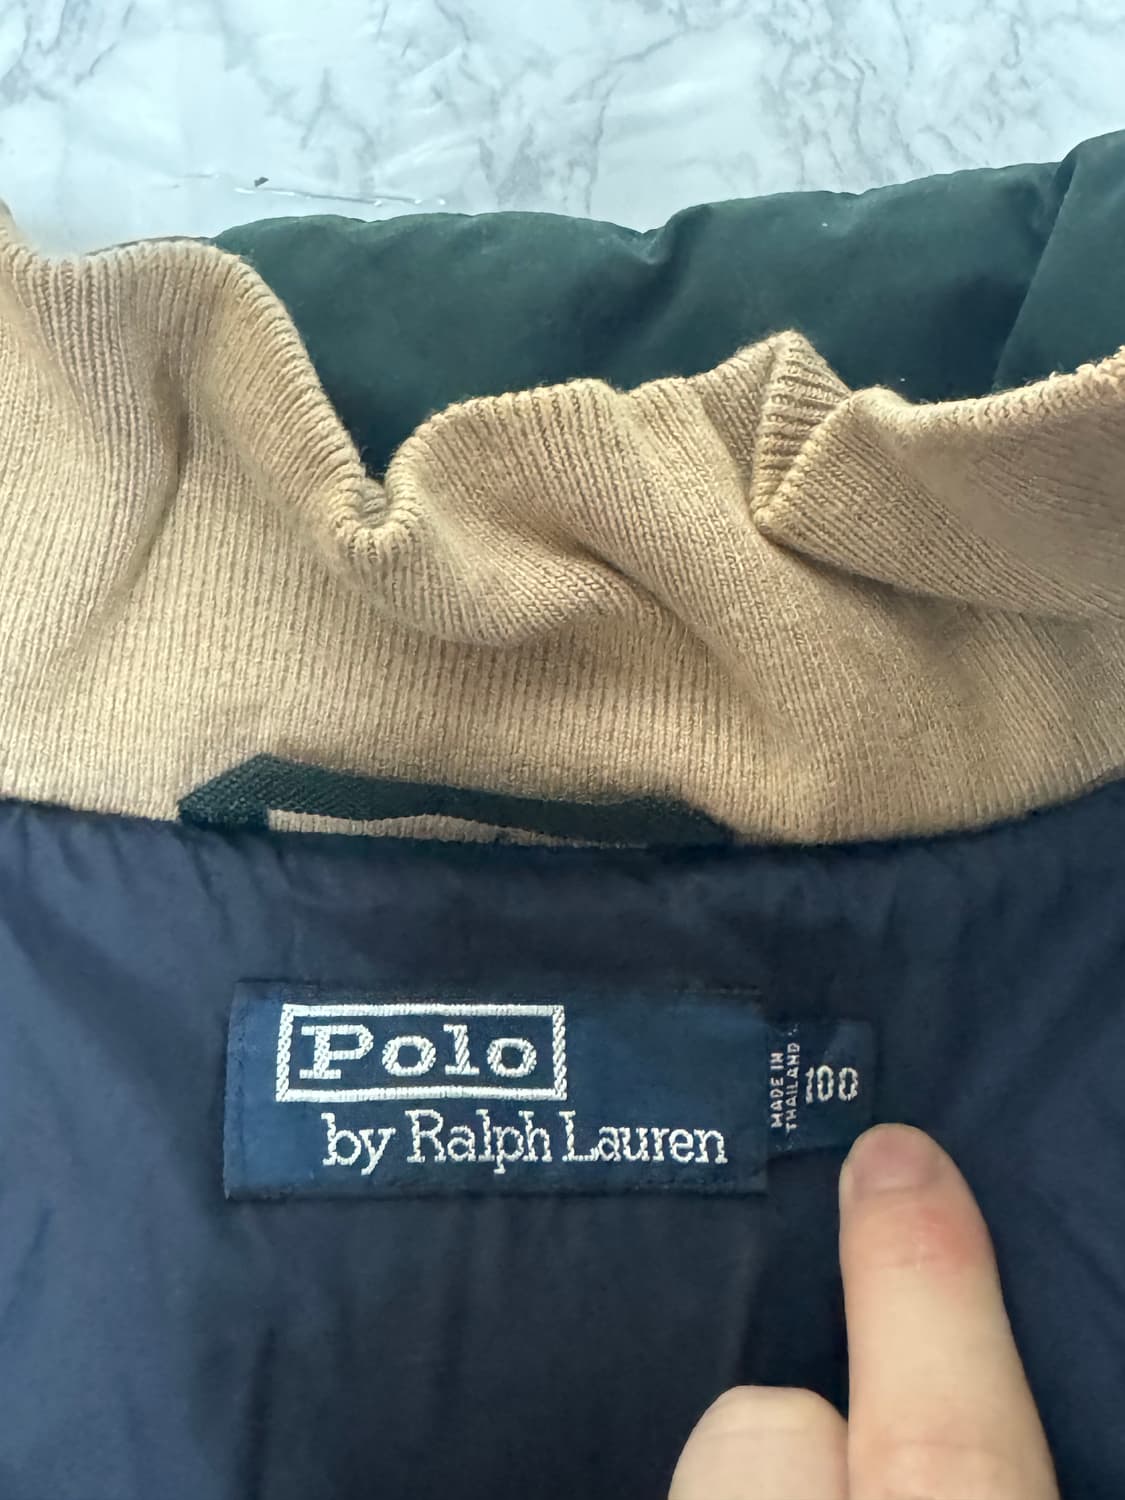 Polo
by Ralph Lauren
MADE IN
THAILAND
100